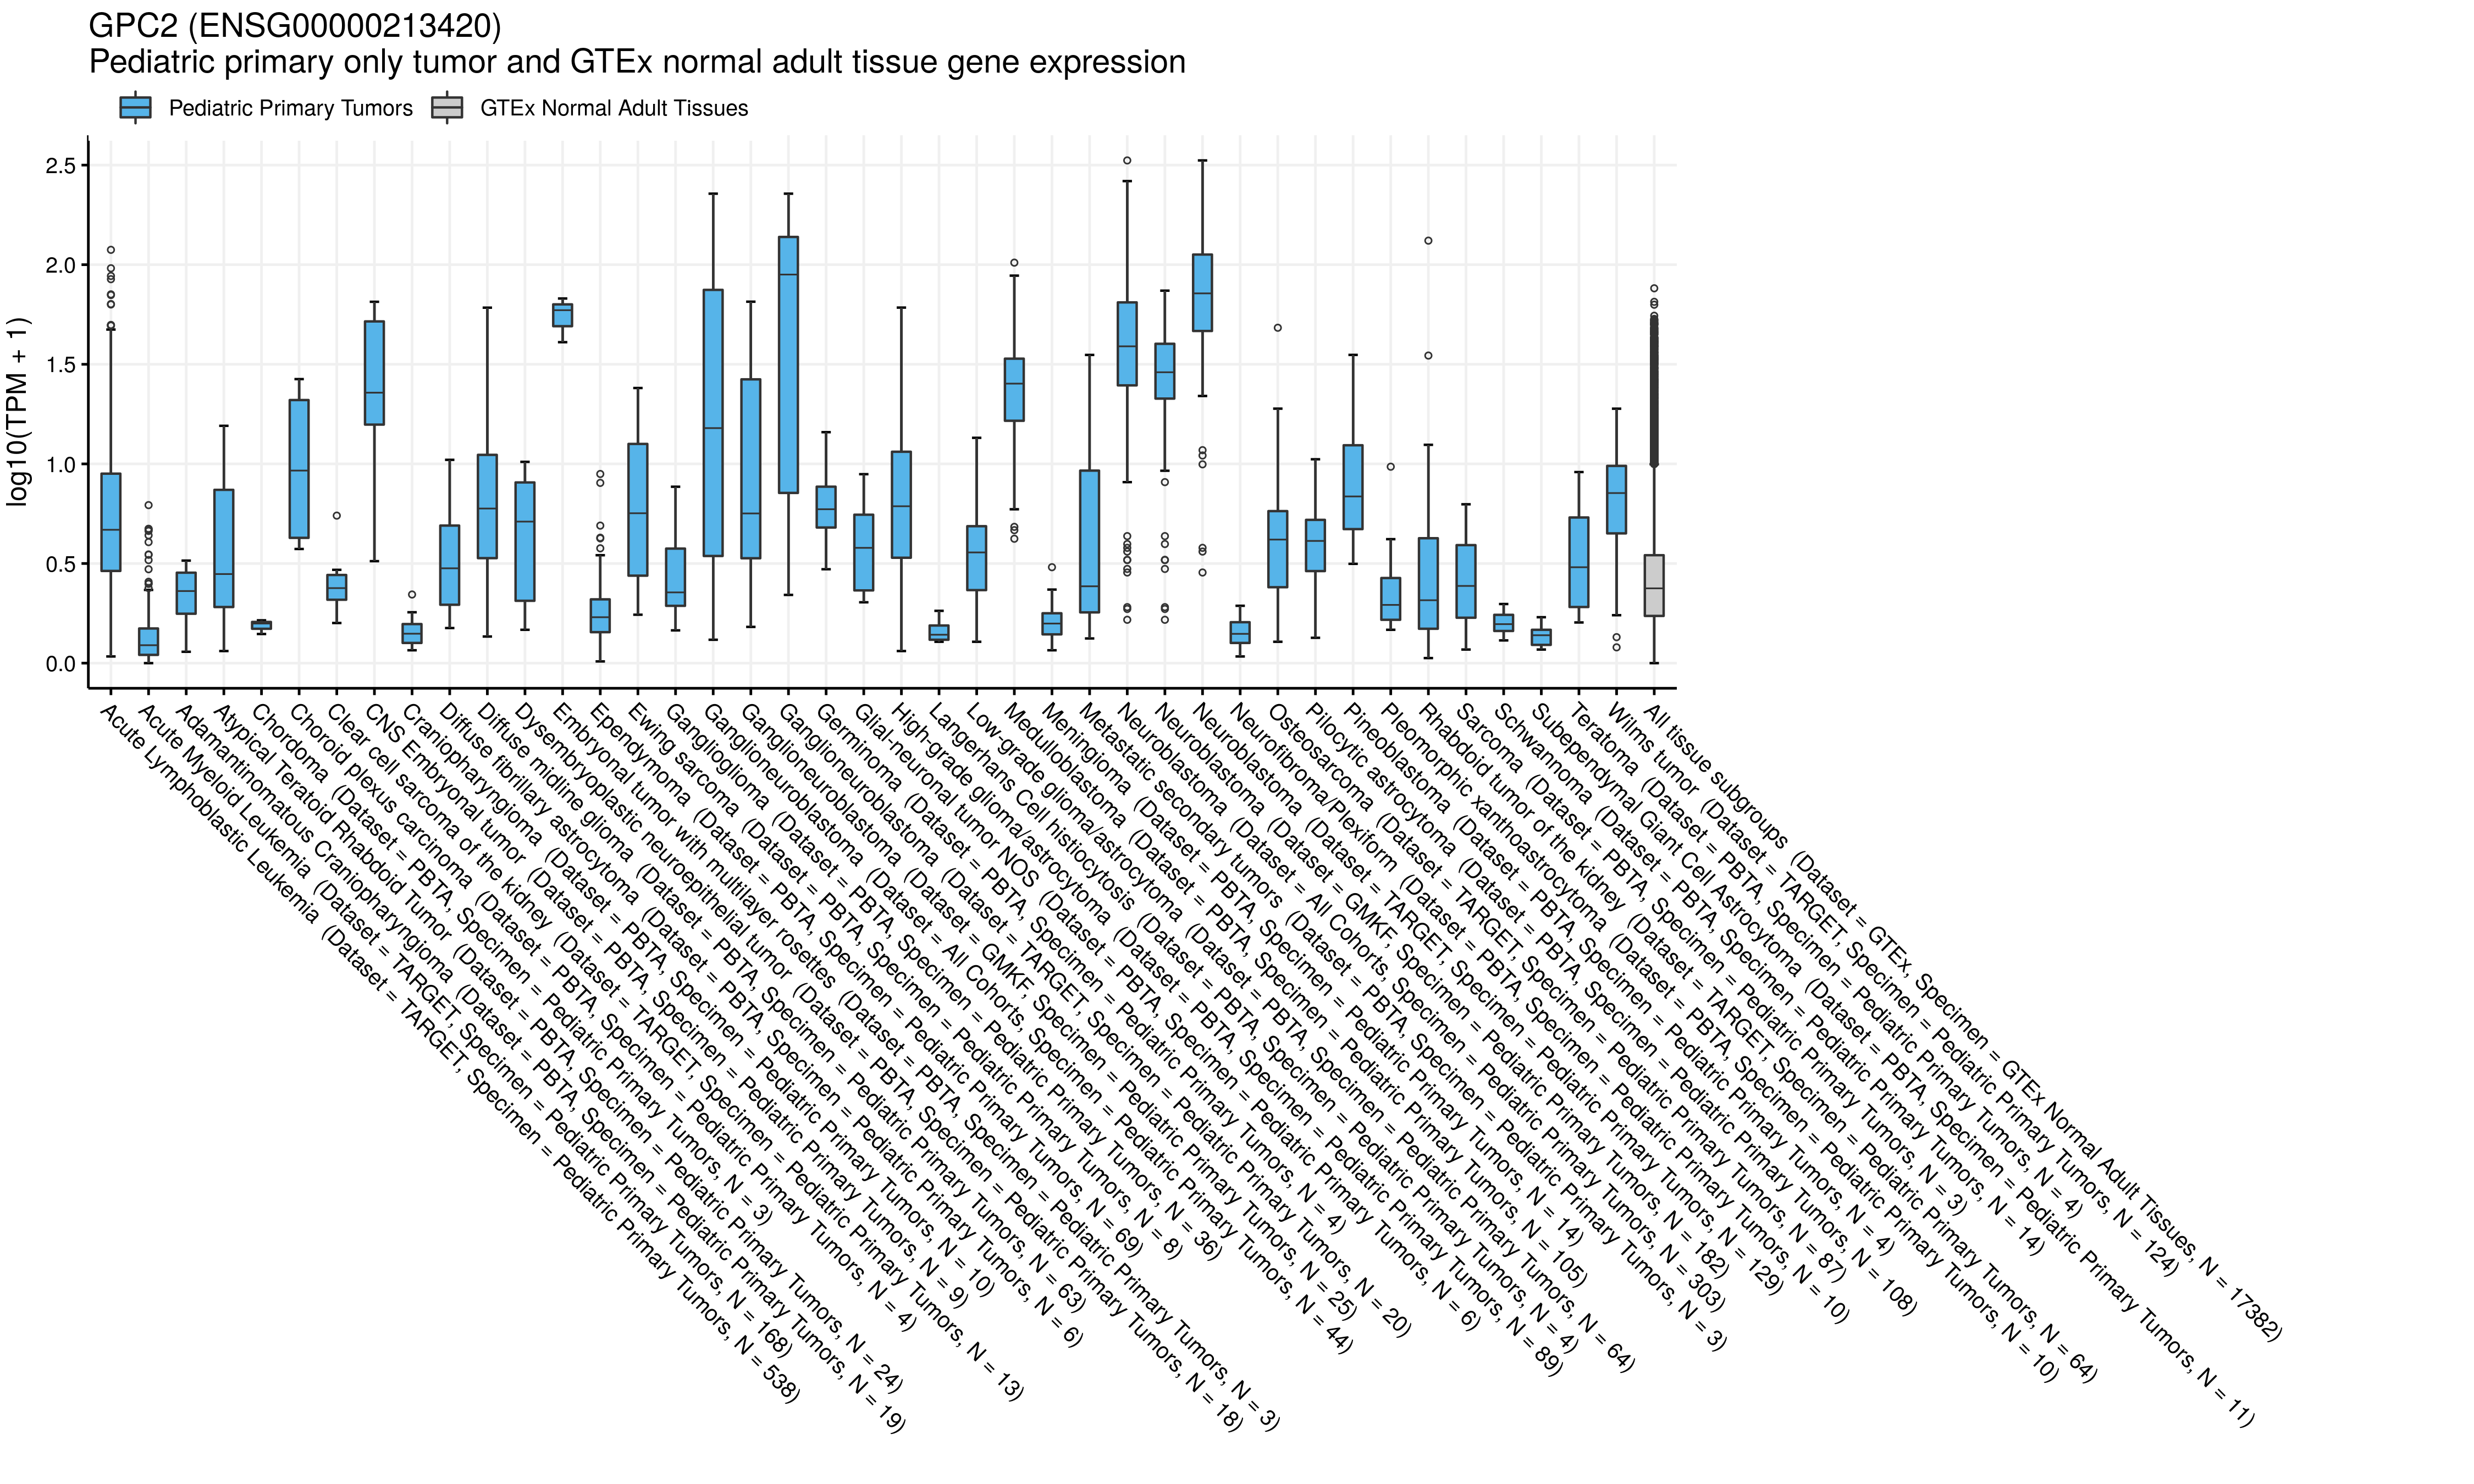 GPC2 (ENSG00000213420)
Pediatric primary only tumor and GTEx normal adult tissue gene expression
Pediatric Primary Tumors
GTEx Normal Adult Tissues
log10(TPM + 1)
2.5
2.0
1.5
1.0
0.5
0.0
Acute Lymphoblastic Leukemia (Dataset = TARGET, Specimen = Pediatric Primary Tumors, N = 538)
Acute Myeloid Leukemia (Dataset = TARGET, Specimen = Pediatric Primary Tumors, N = 168)
Adamantinomatous Craniopharyngioma (Dataset = PBTA, Specimen = Pediatric Primary Tumors, N = 19)
Atypical Teratoid Rhabdoid Tumor (Dataset = PBTA, Specimen = Pediatric Primary Tumors, N = 24)
Chordoma (Dataset = PBTA, Specimen = Pediatric Primary Tumors, N = 3)
Choroid plexus carcinoma (Dataset = PBTA, Specimen = Pediatric Primary Tumors, N = 4)
Clear cell sarcoma of the kidney (Dataset = TARGET, Specimen = Pediatric Primary Tumors, N = 13)
CNS Embryonal tumor (Dataset = PBTA, Specimen = Pediatric Primary Tumors, N = 9)
Craniopharyngioma (Dataset = PBTA, Specimen = Pediatric Primary Tumors, N = 10)
Diffuse fibrillary astrocytoma (Dataset = PBTA, Specimen = Pediatric Primary Tumors, N = 6)
Diffuse midline glioma (Dataset = PBTA, Specimen = Pediatric Primary Tumors, N = 63)
Dysembryoplastic neuroepithelial tumor (Dataset = PBTA, Specimen = Pediatric Primary Tumors, N = 18)
Embryonal tumor with multilayer rosettes (Dataset = PBTA, Specimen = Pediatric Primary Tumors, N = 3)
Ependymoma (Dataset = PBTA, Specimen = Pediatric Primary Tumors, N = 69)
Ewing sarcoma (Dataset = PBTA, Specimen = Pediatric Primary Tumors, N = 8)
Ganglioglioma (Dataset = PBTA, Specimen = Pediatric Primary Tumors, N = 36)
Ganglioneuroblastoma (Dataset = All Cohorts, Specimen = Pediatric Primary Tumors, N = 44)
Ganglioneuroblastoma (Dataset = GMKF, Specimen = Pediatric Primary Tumors, N = 25)
Ganglioneuroblastoma (Dataset = TARGET, Specimen = Pediatric Primary Tumors, N = 20)
Germinoma (Dataset = PBTA, Specimen = Pediatric Primary Tumors, N = 4)
Glial-neuronal tumor NOS (Dataset = PBTA, Specimen = Pediatric Primary Tumors, N = 6)
High-grade glioma/astrocytoma (Dataset = PBTA, Specimen = Pediatric Primary Tumors, N = 89)
Langerhans Cell histiocytosis (Dataset = PBTA, Specimen = Pediatric Primary Tumors, N = 4)
Low-grade glioma/astrocytoma (Dataset = PBTA, Specimen = Pediatric Primary Tumors, N = 64)
Medulloblastoma (Dataset = PBTA, Specimen = Pediatric Primary Tumors, N = 105)
Meningioma (Dataset = PBTA, Specimen = Pediatric Primary Tumors, N = 14)
Metastatic secondary tumors (Dataset = PBTA, Specimen = Pediatric Primary Tumors, N = 3)
Neuroblastoma (Dataset = All Cohorts, Specimen = Pediatric Primary Tumors, N = 303)
Neuroblastoma (Dataset = GMKF, Specimen = Pediatric Primary Tumors, N = 182)
Neuroblastoma (Dataset = TARGET, Specimen = Pediatric Primary Tumors, N = 129)
Neurofibroma/Plexiform (Dataset = PBTA, Specimen = Pediatric Primary Tumors, N = 10)
Osteosarcoma (Dataset = TARGET, Specimen = Pediatric Primary Tumors, N = 87)
Pilocytic astrocytoma (Dataset = PBTA, Specimen = Pediatric Primary Tumors, N = 108)
Pineoblastoma (Dataset = PBTA, Specimen = Pediatric Primary Tumors, N = 4)
Pleomorphic xanthoastrocytoma (Dataset = PBTA, Specimen = Pediatric Primary Tumors, N = 10)
Rhabdoid tumor of the kidney (Dataset = TARGET, Specimen = Pediatric Primary Tumors, N = 64)
Sarcoma (Dataset = PBTA, Specimen = Pediatric Primary Tumors, N = 3)
Schwannoma (Dataset = PBTA, Specimen = Pediatric Primary Tumors, N = 14)
Subependymal Giant Cell Astrocytoma (Dataset = PBTA, Specimen = Pediatric Primary Tumors, N = 11)
Teratoma (Dataset = PBTA, Specimen = Pediatric Primary Tumors, N = 4)
Wilms tumor (Dataset = TARGET, Specimen = Pediatric Primary Tumors, N = 124)
All tissue subgroups (Dataset = GTEx, Specimen = GTEx Normal Adult Tissues, N = 17382)